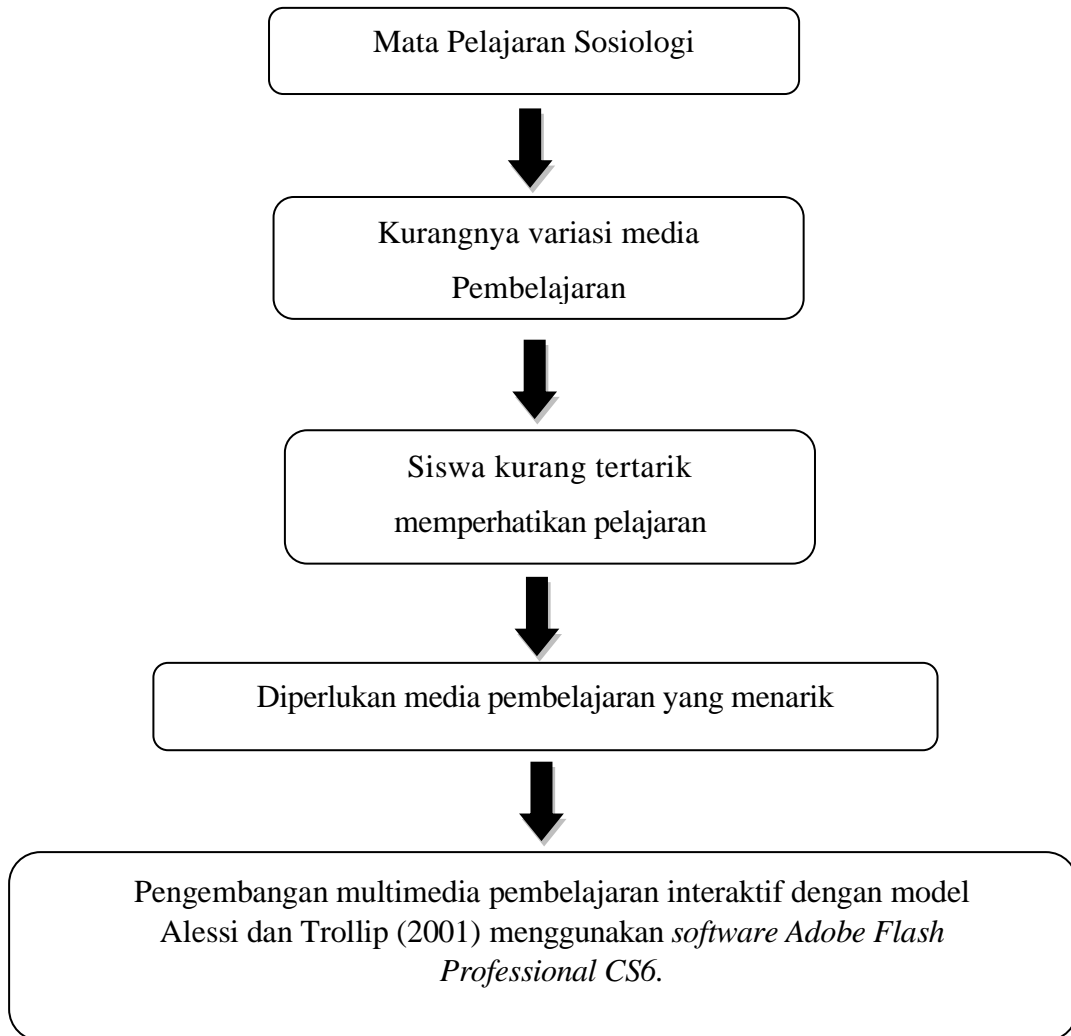 Mata Pelajaran Sosiologi
Kurangnya variasi media
Pembelajaran
Siswa kurang tertarik
memperhatikan pelajaran
Diperlukan media pembelajaran yang menarik
Pengembangan multimedia pembelajaran interaktif dengan model
Alessi dan Trollip (2001) menggunakan software Adobe Flash
Professional CS6.